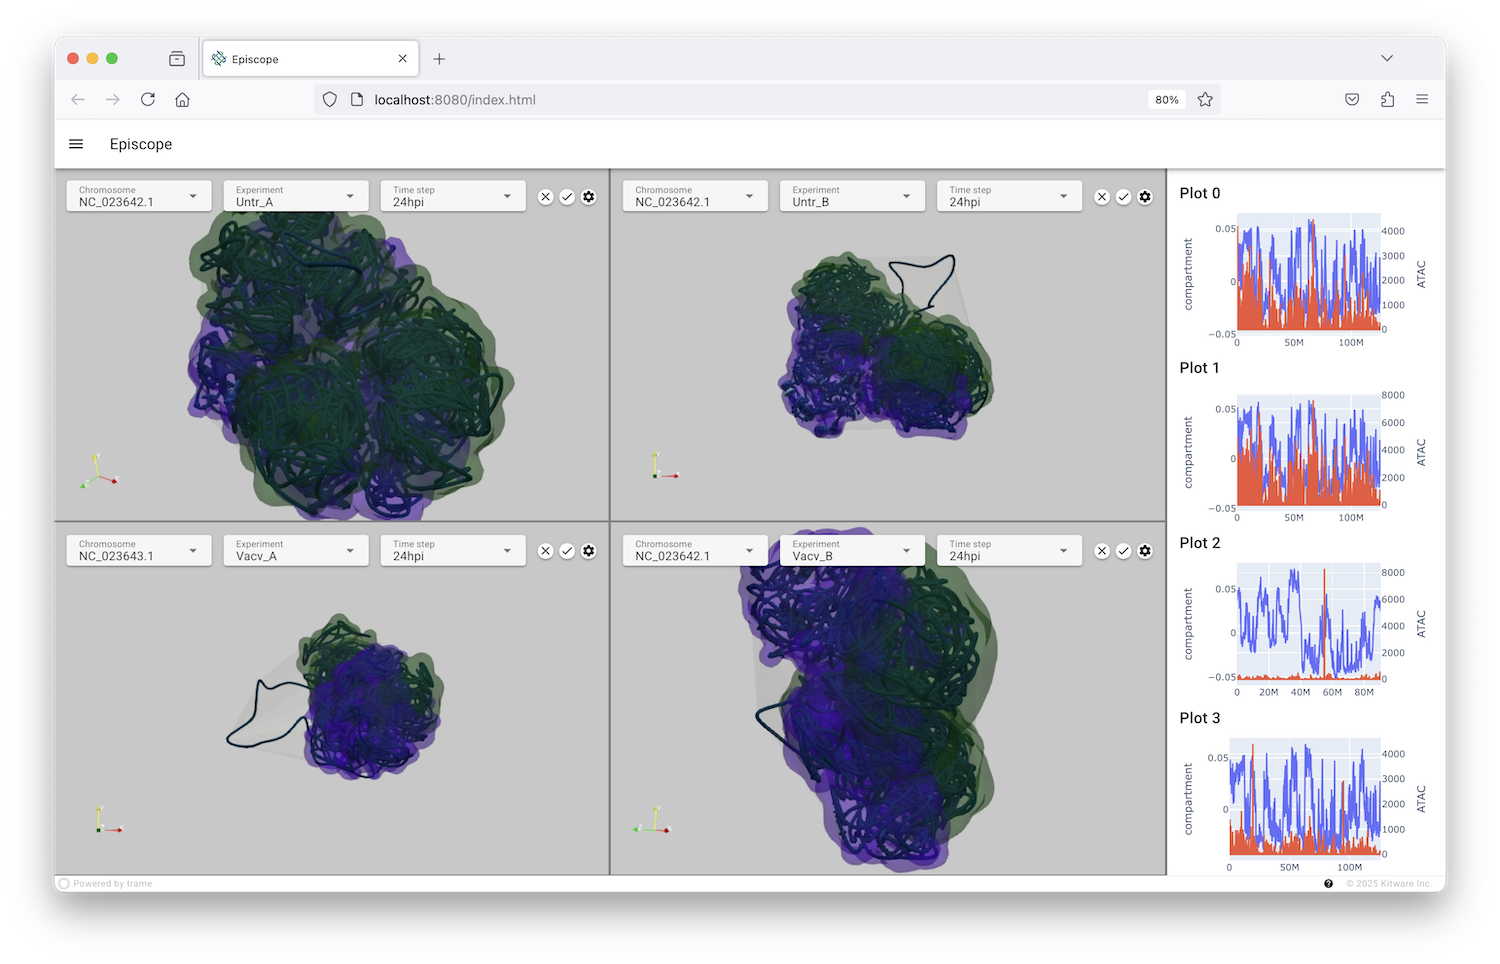 Episcope
localhost:8080/index.html
80%
Episcope
Chromosome
NC_023642.1
Experiment
Untr_A
Time step
24hpi
Chromosome
NC_023642.1
Experiment
Untr_B
Time step
24hpi
Chromosome
NC_023643.1
Experiment
Vacv_A
Time step
24hpi
Chromosome
NC_023642.1
Experiment
Vacv_B
Time step
24hpi
Plot 0
compartment
0.05
0
−0.05
0
50M
100M
4000
3000
2000
1000
0
ATAC
Plot 1
compartment
0.05
0
−0.05
0
50M
100M
8000
6000
4000
2000
0
ATAC
Plot 2
compartment
0.05
0
−0.05
0
20M
40M
60M
80M
8000
6000
4000
2000
0
ATAC
Plot 3
compartment
0.05
0
0
50M
100M
4000
3000
2000
1000
0
ATAC
Powered by trame
© 2025 Kitware Inc.